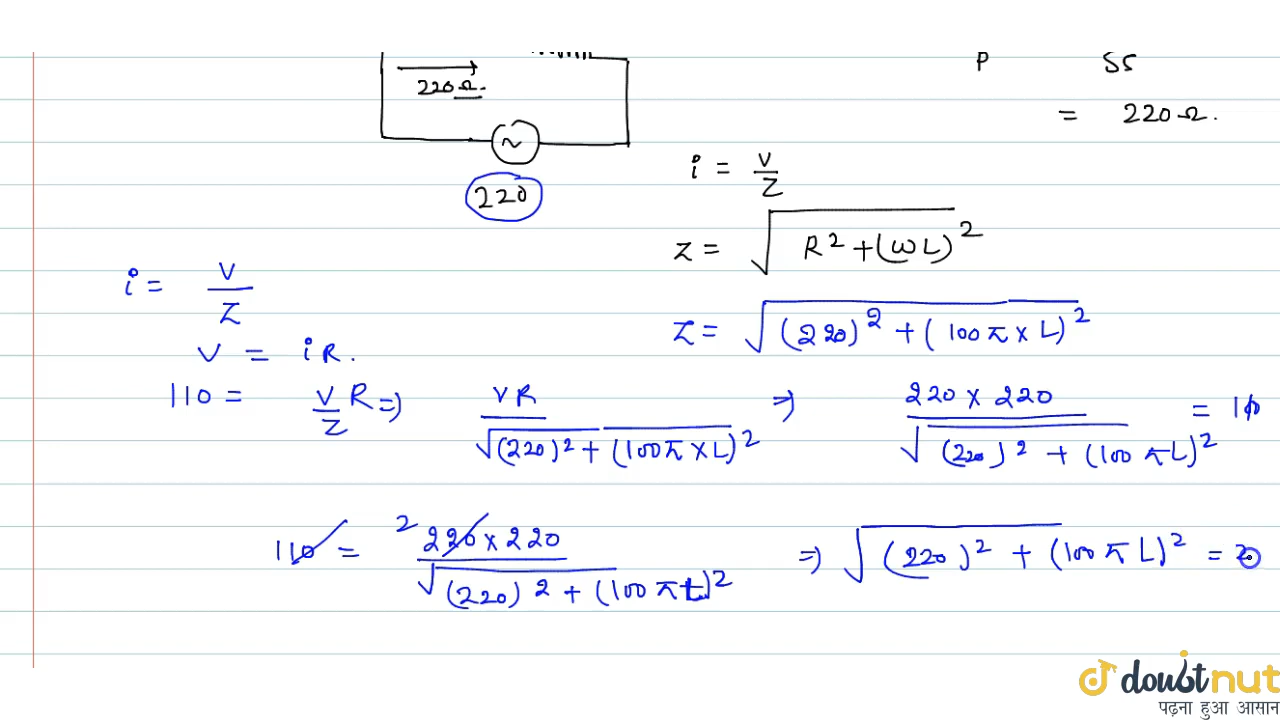 P 55
220 Ω.
= 220 Ω.
~
220
i = V/Z
Z = √(R² + (ωL)²)
i = V/Z
Z = √((220)² + (100π × L)²)
V = iR.
110 = V/Z R ⇒ VR/√((220)² + (100π × L)²) ⇒ 220 × 220/√((220)² + (100πL)²) = 110
110 = 2 220 × 220/√((220)² + (100πL)²) ⇒ √((220)² + (100πL)²) = 2
doubtnut
पढ़ना हुआ आसान